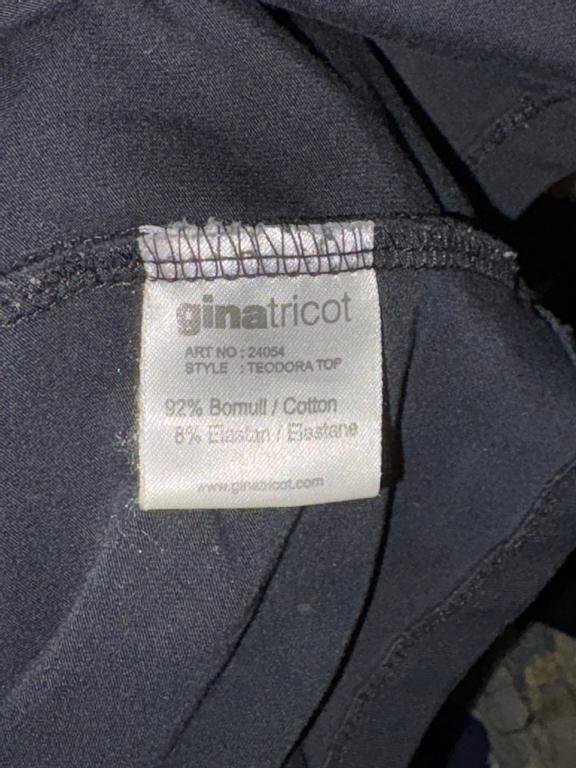 ginatricot
ART NO : 24054
STYLE : TEODORA TOP
92% Bomull / Cotton
8% Elastan / Elastane
www.ginatricot.com